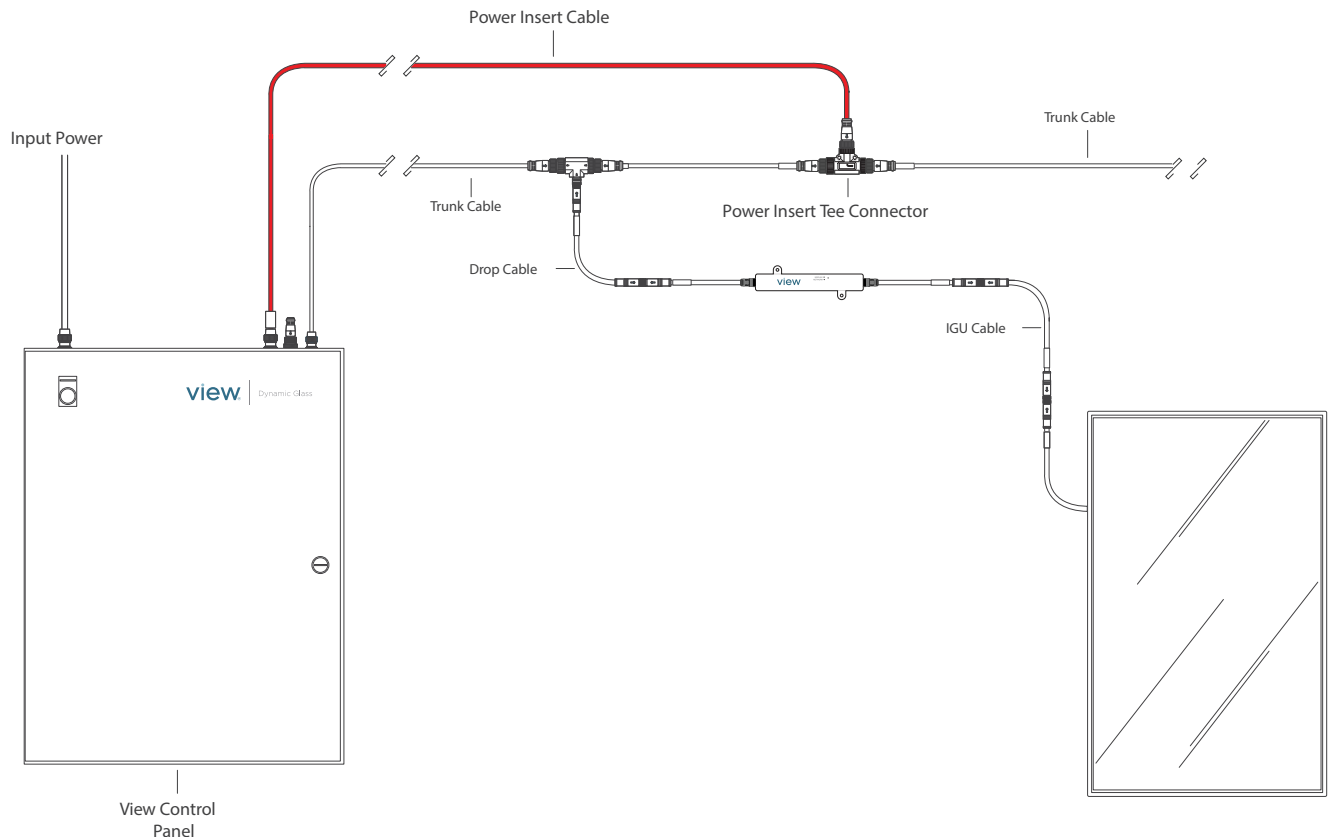 Power Insert Cable
Input Power
Trunk Cable
Trunk Cable
Power Insert Tee Connector
Drop Cable
view
IGU Cable
view
Dynamic Glass
View Control
Panel